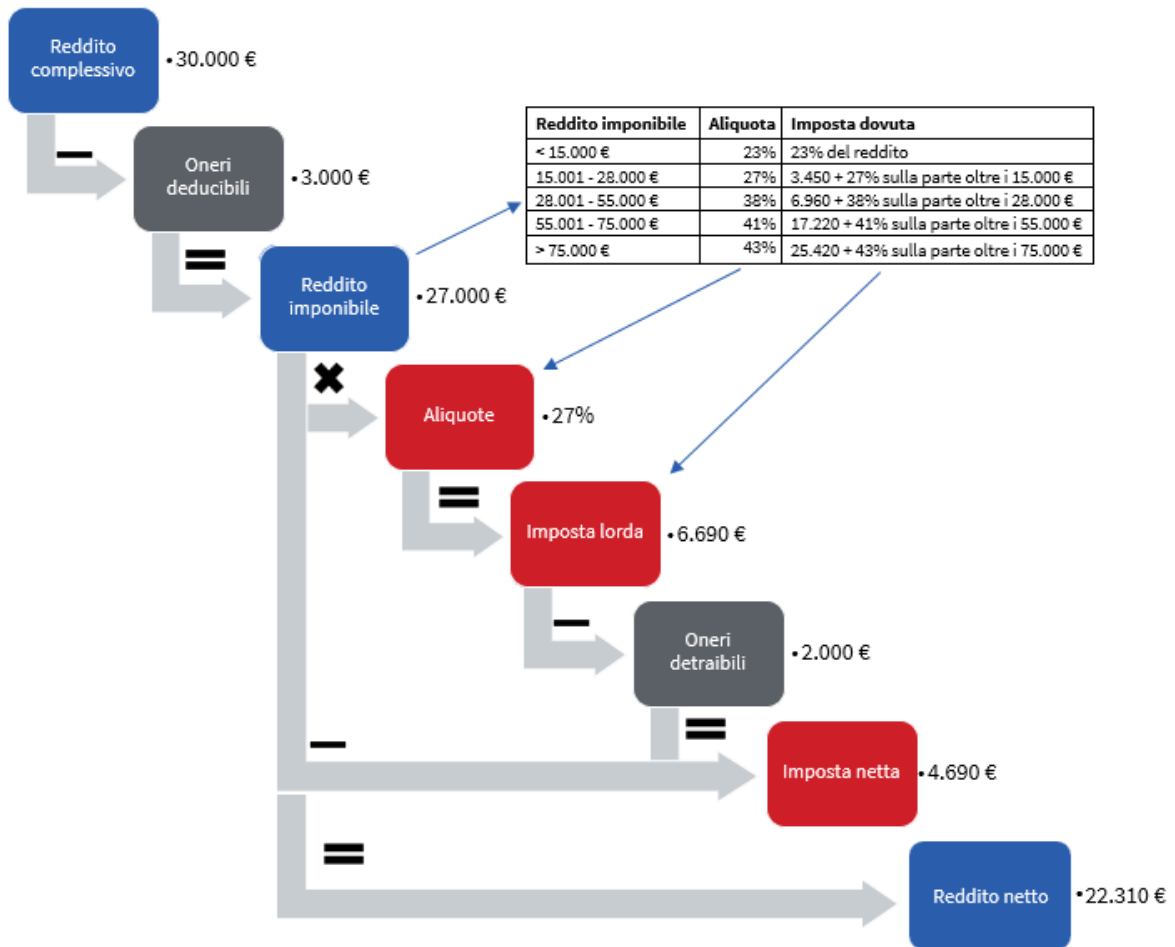 Reddito
complessivo
•30.000 €
Oneri
deducibili
•3.000 €
Reddito imponibile Aliquota Imposta dovuta
< 15.000 € 23% 23% del reddito
15.001 - 28.000 € 27% 3.450 + 27% sulla parte oltre i 15.000 €
28.001 - 55.000 € 38% 6.960 + 38% sulla parte oltre i 28.000 €
55.001 - 75.000 € 41% 17.220 + 41% sulla parte oltre i 55.000 €
> 75.000 € 43% 25.420 + 43% sulla parte oltre i 75.000 €
Reddito
imponibile
•27.000 €
Aliquote
•27%
Imposta lorda
•6.690 €
Oneri
detraibili
•2.000 €
Imposta netta
•4.690 €
Reddito netto
•22.310 €